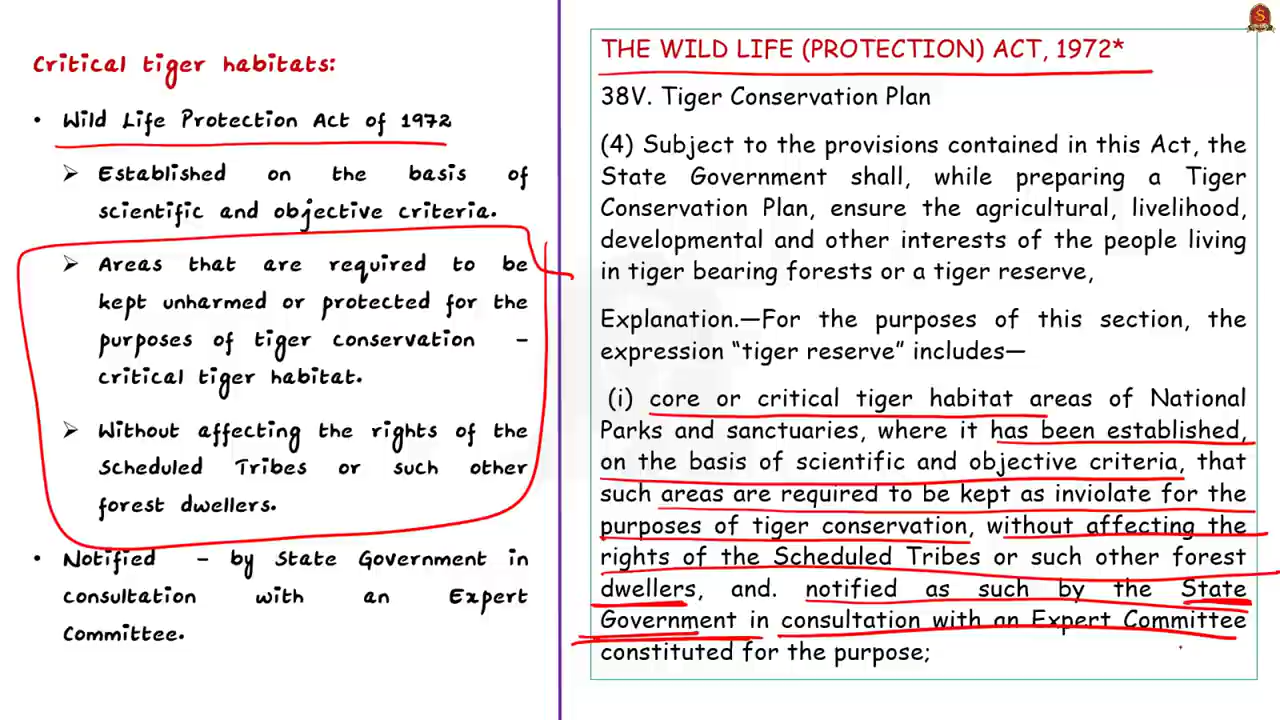 Critical tiger habitats:
• Wild Life Protection Act of 1972
➤ Established on the basis of
scientific and objective criteria.
➤ Areas that are required to be
kept unharmed or protected for the
purposes of tiger conservation –
critical tiger habitat.
➤ Without affecting the rights of the
Scheduled Tribes or such other
forest dwellers.
• Notified – by State Government in
consultation with an Expert
Committee.
THE WILD LIFE (PROTECTION) ACT, 1972*
38V. Tiger Conservation Plan
(4) Subject to the provisions contained in this Act, the
State Government shall, while preparing a Tiger
Conservation Plan, ensure the agricultural, livelihood,
developmental and other interests of the people living
in tiger bearing forests or a tiger reserve,
Explanation.—For the purposes of this section, the
expression “tiger reserve” includes—
(i) core or critical tiger habitat areas of National
Parks and sanctuaries, where it has been established,
on the basis of scientific and objective criteria, that
such areas are required to be kept as inviolate for the
purposes of tiger conservation, without affecting the
rights of the Scheduled Tribes or such other forest
dwellers, and. notified as such by the State
Government in consultation with an Expert Committee
constituted for the purpose;